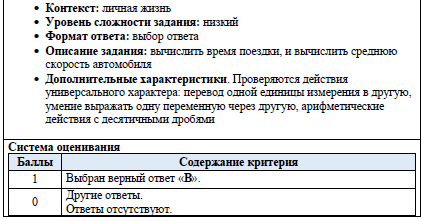 • Контекст: личная жизнь
• Уровень сложности задания: низкий
• Формат ответа: выбор ответа
• Описание задания: вычислить время поездки, и вычислить среднюю
скорость автомобиля
• Дополнительные характеристики. Проверяются действия
универсального характера: перевод одной единицы измерения в другую,
умение выражать одну переменную через другую, арифметические
действия с десятичными дробями
Система оценивания
Баллы Содержание критерия
1 Выбран верный ответ «В».
0 Другие ответы.
Ответы отсутствуют.